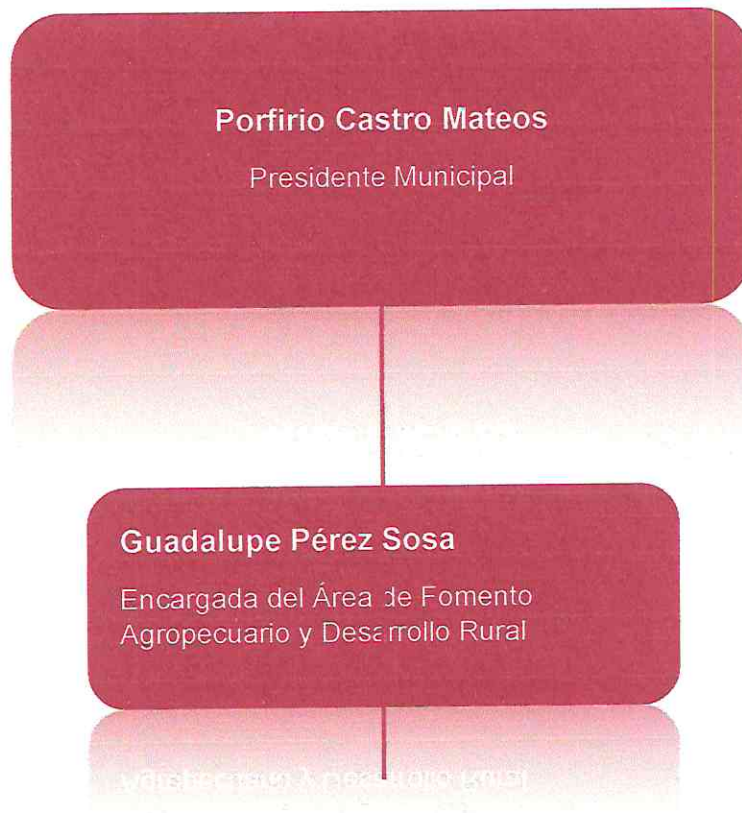 Porfirio Castro Mateos
Presidente Municipal
Guadalupe Pérez Sosa
Encargada del Área de Fomento
Agropecuario y Desarrollo Rural